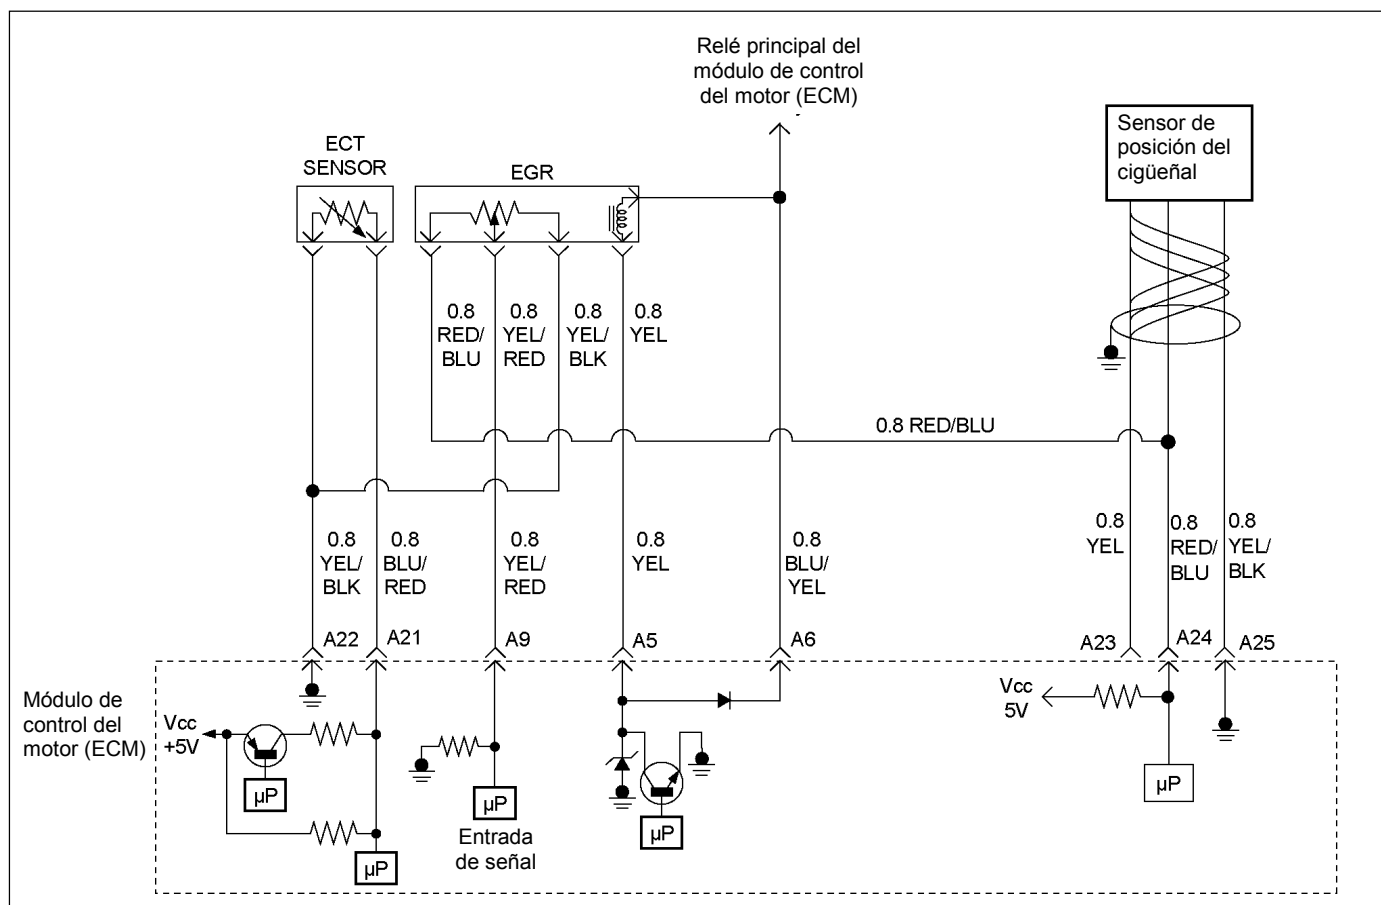 Relé principal del
módulo de control
del motor (ECM)
Sensor de
posición del
cigüeñal
ECT
SENSOR
EGR
0.8
RED/
BLU
0.8
YEL/
RED
0.8
YEL/
BLK
0.8
YEL
0.8 RED/BLU
0.8
YEL/
BLK
0.8
BLU/
RED
0.8
YEL/
RED
0.8
YEL
0.8
BLU/
YEL
0.8
YEL
0.8
RED/
BLU
0.8
YEL/
BLK
A22
A21
A9
A5
A6
A23
A24
A25
Módulo de
control del
motor (ECM)
Vcc
+5V
µP
µP
µP
Entrada
de señal
µP
Vcc
5V
µP